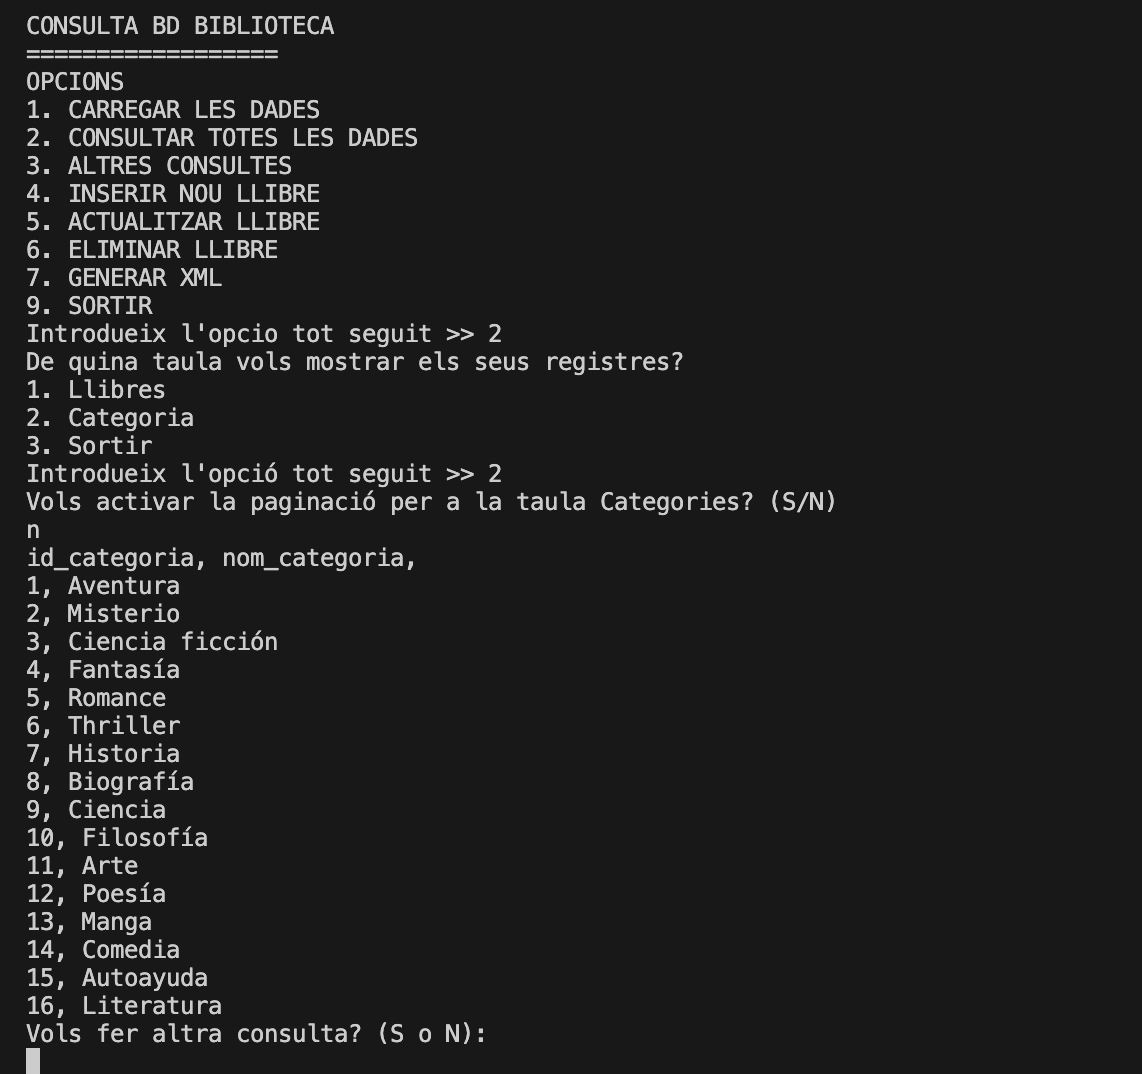 CONSULTA BD BIBLIOTECA
==================
OPCIONS
1. CARREGAR LES DADES
2. CONSULTAR TOTES LES DADES
3. ALTRES CONSULTES
4. INSERIR NOU LLIBRE
5. ACTUALITZAR LLIBRE
6. ELIMINAR LLIBRE
7. GENERAR XML
9. SORTIR
Introdueix l'opcio tot seguit >> 2
De quina taula vols mostrar els seus registres?
1. Llibres
2. Categoria
3. Sortir
Introdueix l'opció tot seguit >> 2
Vols activar la paginació per a la taula Categories? (S/N)
n
id_categoria, nom_categoria,
1, Aventura
2, Misterio
3, Ciencia ficción
4, Fantasía
5, Romance
6, Thriller
7, Historia
8, Biografía
9, Ciencia
10, Filosofía
11, Arte
12, Poesía
13, Manga
14, Comedia
15, Autoayuda
16, Literatura
Vols fer altra consulta? (S o N):